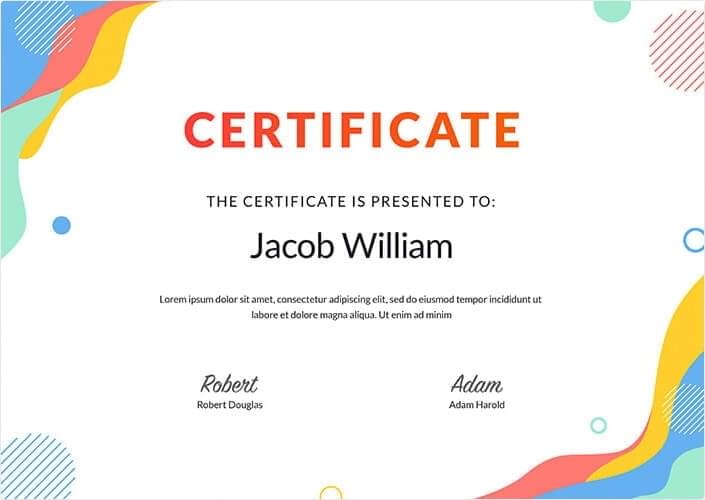 CERTIFICATE
THE CERTIFICATE IS PRESENTED TO:
Jacob William
Lorem ipsum dolor sit amet, consectetur adipiscing elit, sed do eiusmod tempor incididunt ut
labore et dolore magna aliqua. Ut enim ad minim
Robert
Adam
Robert Douglas
Adam Harold